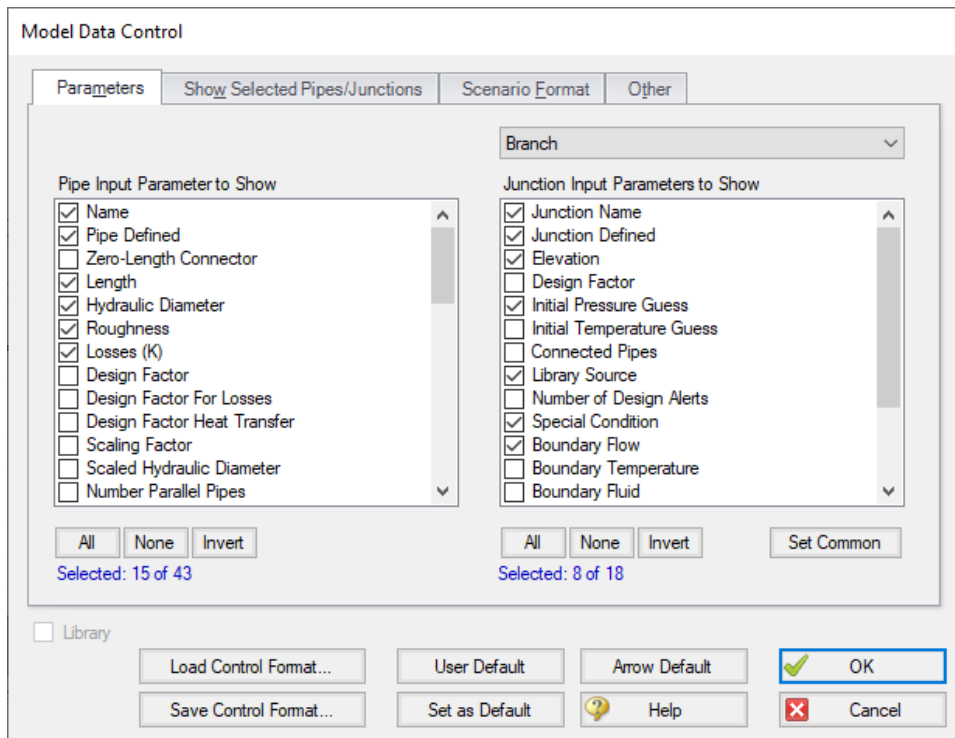 Model Data Control
Parameters
Show Selected Pipes/Junctions
Scenario Format
Other
Branch
Pipe Input Parameter to Show
Name
Pipe Defined
Zero-Length Connector
Length
Hydraulic Diameter
Roughness
Losses (K)
Design Factor
Design Factor For Losses
Design Factor Heat Transfer
Scaling Factor
Scaled Hydraulic Diameter
Number Parallel Pipes
All
None
Invert
Selected: 15 of 43
Junction Input Parameters to Show
Junction Name
Junction Defined
Elevation
Design Factor
Initial Pressure Guess
Initial Temperature Guess
Connected Pipes
Library Source
Number of Design Alerts
Special Condition
Boundary Flow
Boundary Temperature
Boundary Fluid
All
None
Invert
Set Common
Selected: 8 of 18
Library
Load Control Format...
User Default
Arrow Default
OK
Save Control Format...
Set as Default
Help
Cancel